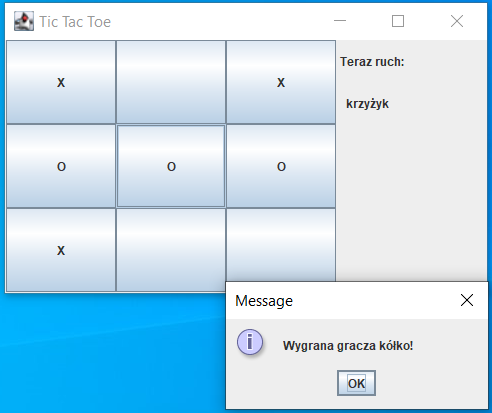 Tic Tac Toe
X X
Teraz ruch:
krzyżyk
O O O
X
Message
Wygrana gracza kółko!
OK